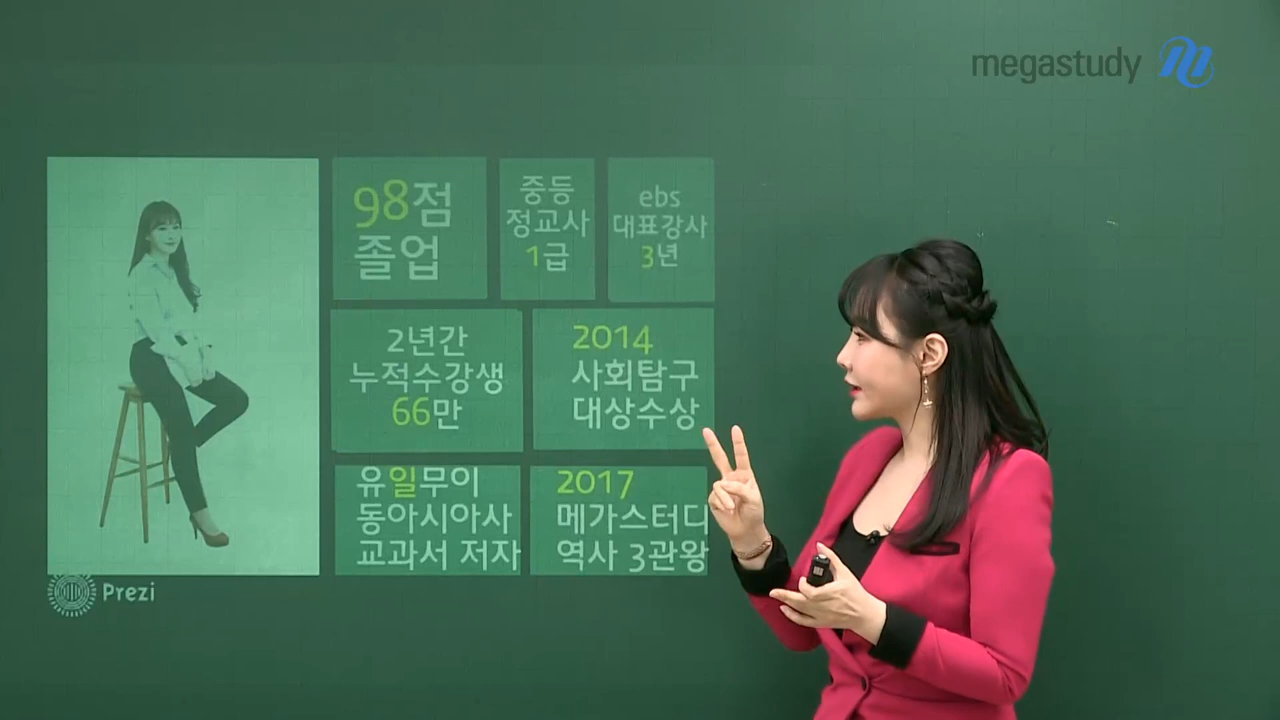 megastudy
98점
졸업
중등
정교사
1급
ebs
대표강사
3년
2년간
누적수강생
66만
2014
사회탐구
대상수상
유일무이
동아시아사
교과서 저자
2017
메가스터디
역사 3관왕
Prezi